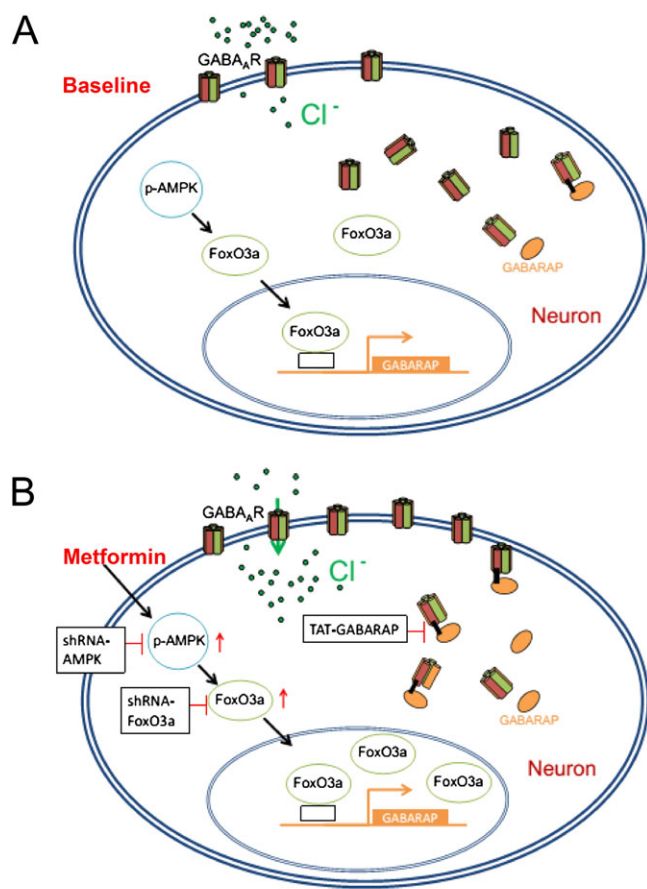 A
GABAAR
Baseline
Cl -
p-AMPK
FoxO3a
FoxO3a
GABARAP
Neuron
FoxO3a
GABARAP
B
GABAAR
Metformin
Cl -
shRNA-
AMPK
p-AMPK
TAT-GABARAP
shRNA-
FoxO3a
FoxO3a
GABARAP
FoxO3a
Neuron
FoxO3a
FoxO3a
GABARAP